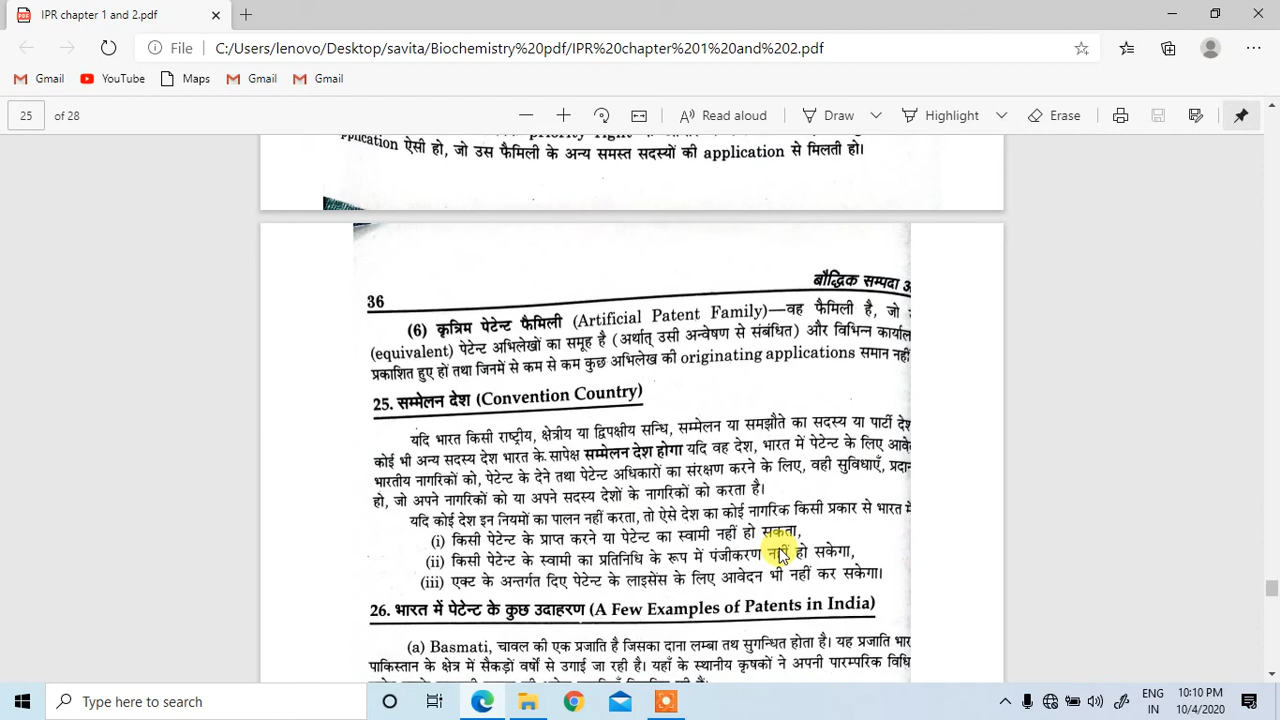 IPR chapter 1 and 2.pdf
File
C:/Users/lenovo/Desktop/savita/Biochemistry%20pdf/IPR%20chapter%201%20and%202.pdf
Gmail YouTube Maps Gmail Gmail
25 of 28 Read aloud Draw Highlight Erase
application ऐसी हो, जो उस फैमिली के अन्य समस्त सदस्यों की application से मिलती हो।
बौद्धिक सम्पदा
36
(6) कृत्रिम पेटेन्ट फैमिली (Artificial Patent Family)—वह फैमिली है, जो
(equivalent) पेटेन्ट अभिलेखों का समूह है (अर्थात् उसी अन्वेषण से संबंधित) और विभिन्न कार्याल
प्रकाशित हुए हों तथा जिनमें से कम से कम कुछ अभिलेख की originating applications समान नहीं
25. सम्मेलन देश (Convention Country)
यदि भारत किसी राष्ट्रीय, क्षेत्रीय या द्विपक्षीय सन्धि, सम्मेलन या समझौते का सदस्य या पार्टी देश
कोई भी अन्य सदस्य देश भारत के सापेक्ष सम्मेलन देश होगा यदि वह देश, भारत में पेटेन्ट के लिए आवे
भारतीय नागरिकों को, पेटेन्ट के देने तथा पेटेन्ट अधिकारों का संरक्षण करने के लिए, वही सुविधाएँ, प्रदान
हो, जो अपने नागरिकों को या अपने सदस्य देशों के नागरिकों को करता है।
यदि कोई देश इन नियमों का पालन नहीं करता, तो ऐसे देश का कोई नागरिक किसी प्रकार से भारत में
(i) किसी पेटेन्ट के प्राप्त करने या पेटेन्ट का स्वामी नहीं हो सकता,
(ii) किसी पेटेन्ट के स्वामी का प्रतिनिधि के रूप में पंजीकरण नहीं हो सकेगा,
(iii) एक्ट के अन्तर्गत दिए पेटेन्ट के लाइसेंस के लिए आवेदन भी नहीं कर सकेगा।
26. भारत में पेटेन्ट के कुछ उदाहरण (A Few Examples of Patents in India)
(a) Basmati, चावल की एक प्रजाति है जिसका दाना लम्बा तथ सुगन्धित होता है। यह प्रजाति भार
पाकिस्तान के क्षेत्र में सैकड़ों वर्षों से उगाई जा रही है। यहाँ के स्थानीय कृषकों ने अपनी पारम्परिक विधि
Type here to search
ENG 10:10 PM
IN 10/4/2020